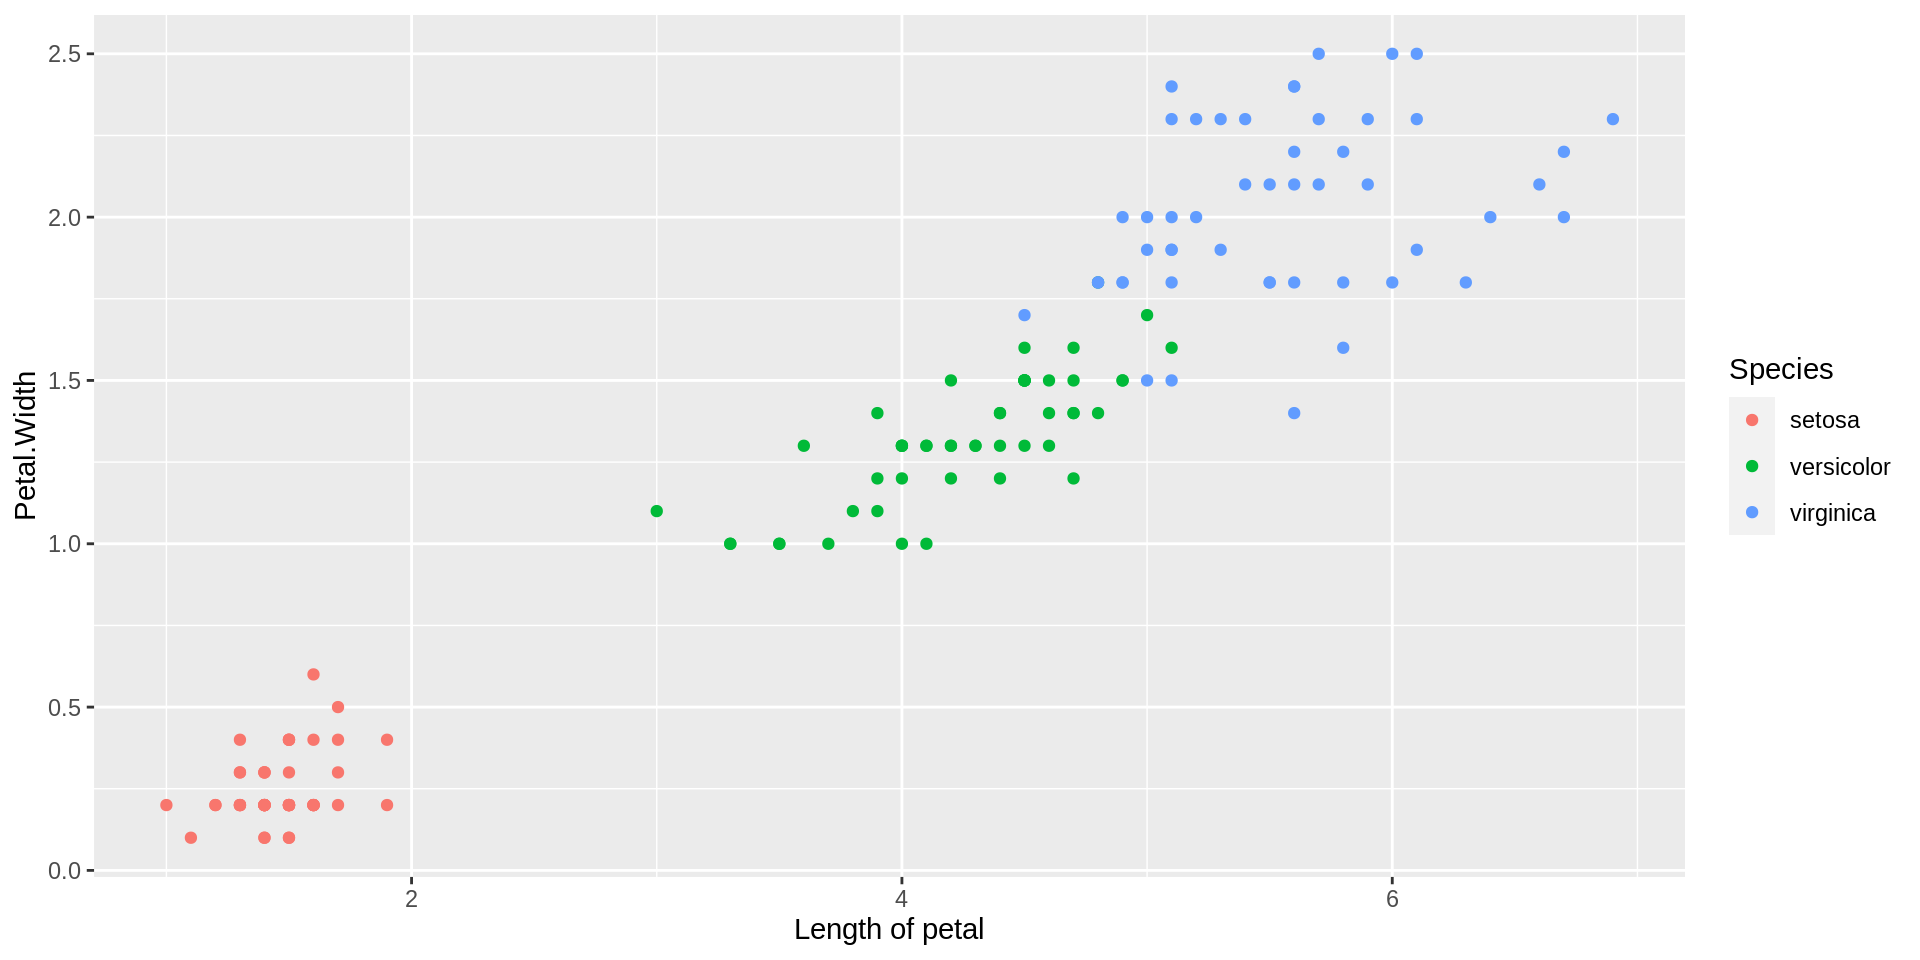 2.5
2.0
1.5
1.0
0.5
0.0
Petal.Width
2 4 6
Length of petal
Species
setosa
versicolor
virginica